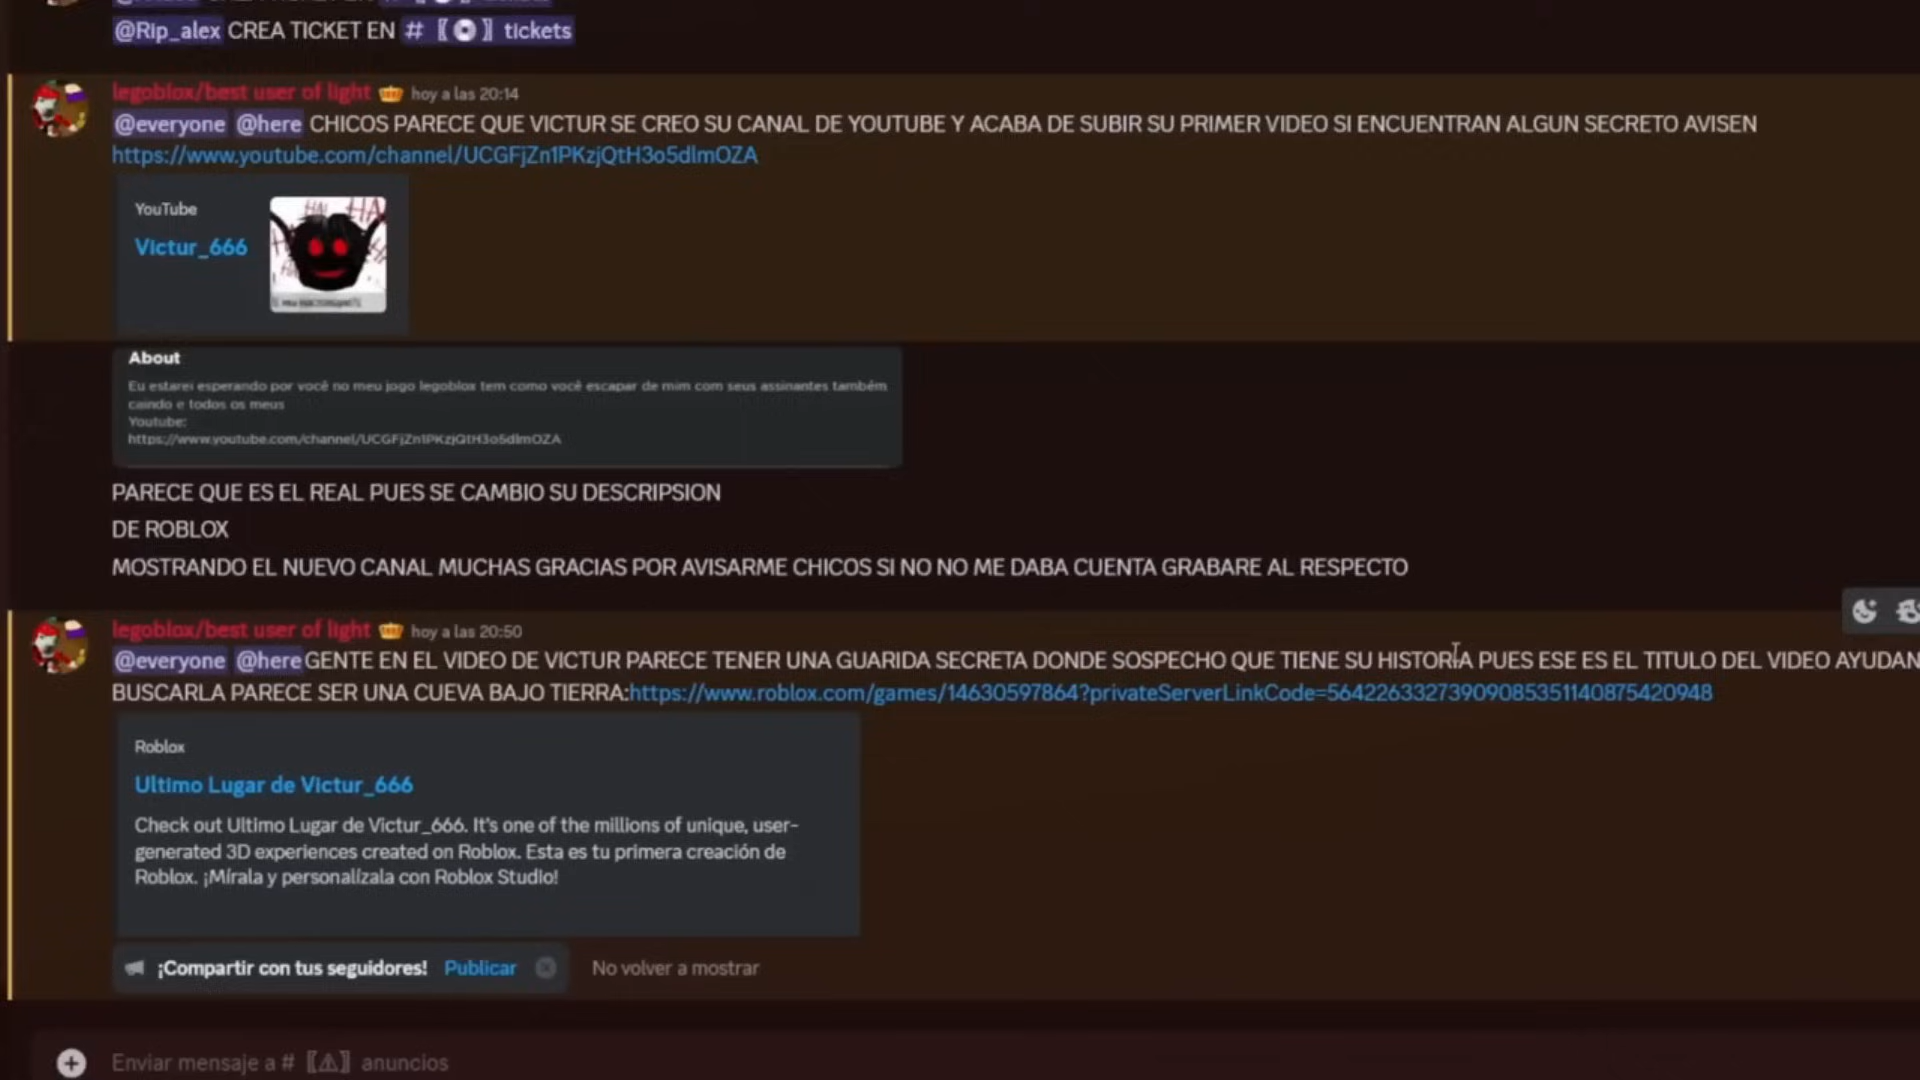 @Rip_alex CREA TICKET EN # 〖 〗 tickets
legoblox/best user of light hoy a las 20:14
@everyone @here CHICOS PARECE QUE VICTUR SE CREO SU CANAL DE YOUTUBE Y ACABA DE SUBIR SU PRIMER VIDEO SI ENCUENTRAN ALGUN SECRETO AVISEN
https://www.youtube.com/channel/UCGFjZn1PKzjQtH3o5dlmOZA
YouTube
Victur_666
About
Eu estarei esperando por você no meu jogo legoblox tem como você escapar de mim com seus assinantes também
caindo e todos os meus
Youtube:
https://www.youtube.com/channel/UCGFjZn1PKzjQtH3o5dlmOZA
PARECE QUE ES EL REAL PUES SE CAMBIO SU DESCRIPSION
DE ROBLOX
MOSTRANDO EL NUEVO CANAL MUCHAS GRACIAS POR AVISARME CHICOS SI NO NO ME DABA CUENTA GRABARE AL RESPECTO
legoblox/best user of light hoy a las 20:50
@everyone @here GENTE EN EL VIDEO DE VICTUR PARECE TENER UNA GUARIDA SECRETA DONDE SOSPECHO QUE TIENE SU HISTORIA PUES ESE ES EL TITULO DEL VIDEO AYUDAN
BUSCARLA PARECE SER UNA CUEVA BAJO TIERRA:https://www.roblox.com/games/14630597864?privateServerLinkCode=56422633273909085351140875420948
Roblox
Ultimo Lugar de Victur_666
Check out Ultimo Lugar de Victur_666. It's one of the millions of unique, user-
generated 3D experiences created on Roblox. Esta es tu primera creación de
Roblox. ¡Mírala y personalízala con Roblox Studio!
¡Compartir con tus seguidores! Publicar No volver a mostrar
Enviar mensaje a # 〖⚠〗 anuncios